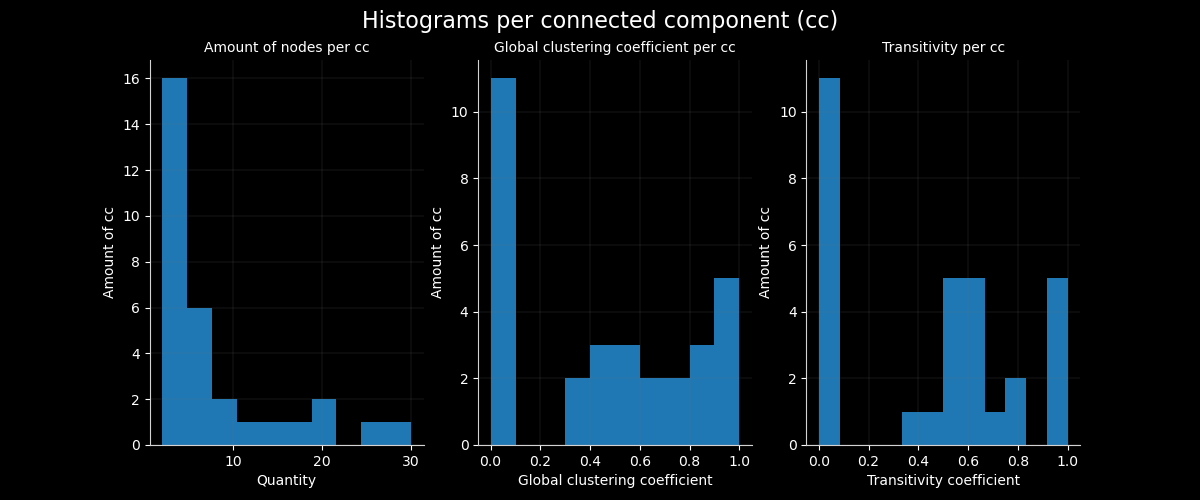 Histograms per connected component (cc)
Amount of nodes per cc
16
14
12
10
8
6
4
2
0
10 20 30
Amount of cc
Quantity
Global clustering coefficient per cc
10
8
6
4
2
0
0.0 0.2 0.4 0.6 0.8 1.0
Amount of cc
Global clustering coefficient
Transitivity per cc
10
8
6
4
2
0
0.0 0.2 0.4 0.6 0.8 1.0
Amount of cc
Transitivity coefficient